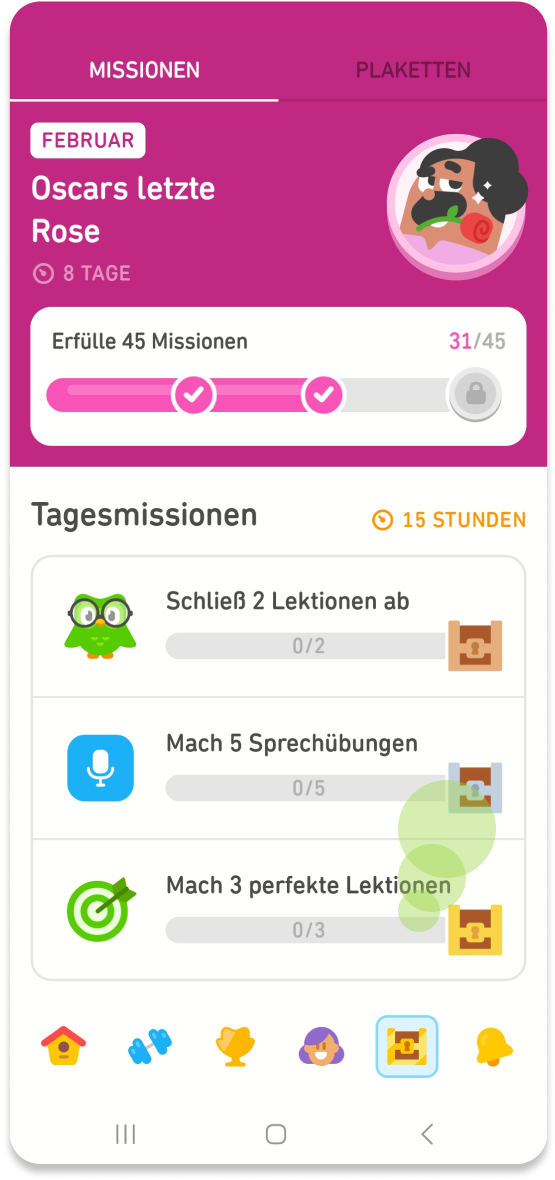 MISSIONEN
PLAKETTEN
FEBRUAR
Oscars letzte
Rose
8 TAGE
Erfülle 45 Missionen
31/45
Tagesmissionen
15 STUNDEN
Schließ 2 Lektionen ab
0/2
Mach 5 Sprechübungen
0/5
Mach 3 perfekte Lektionen
0/3